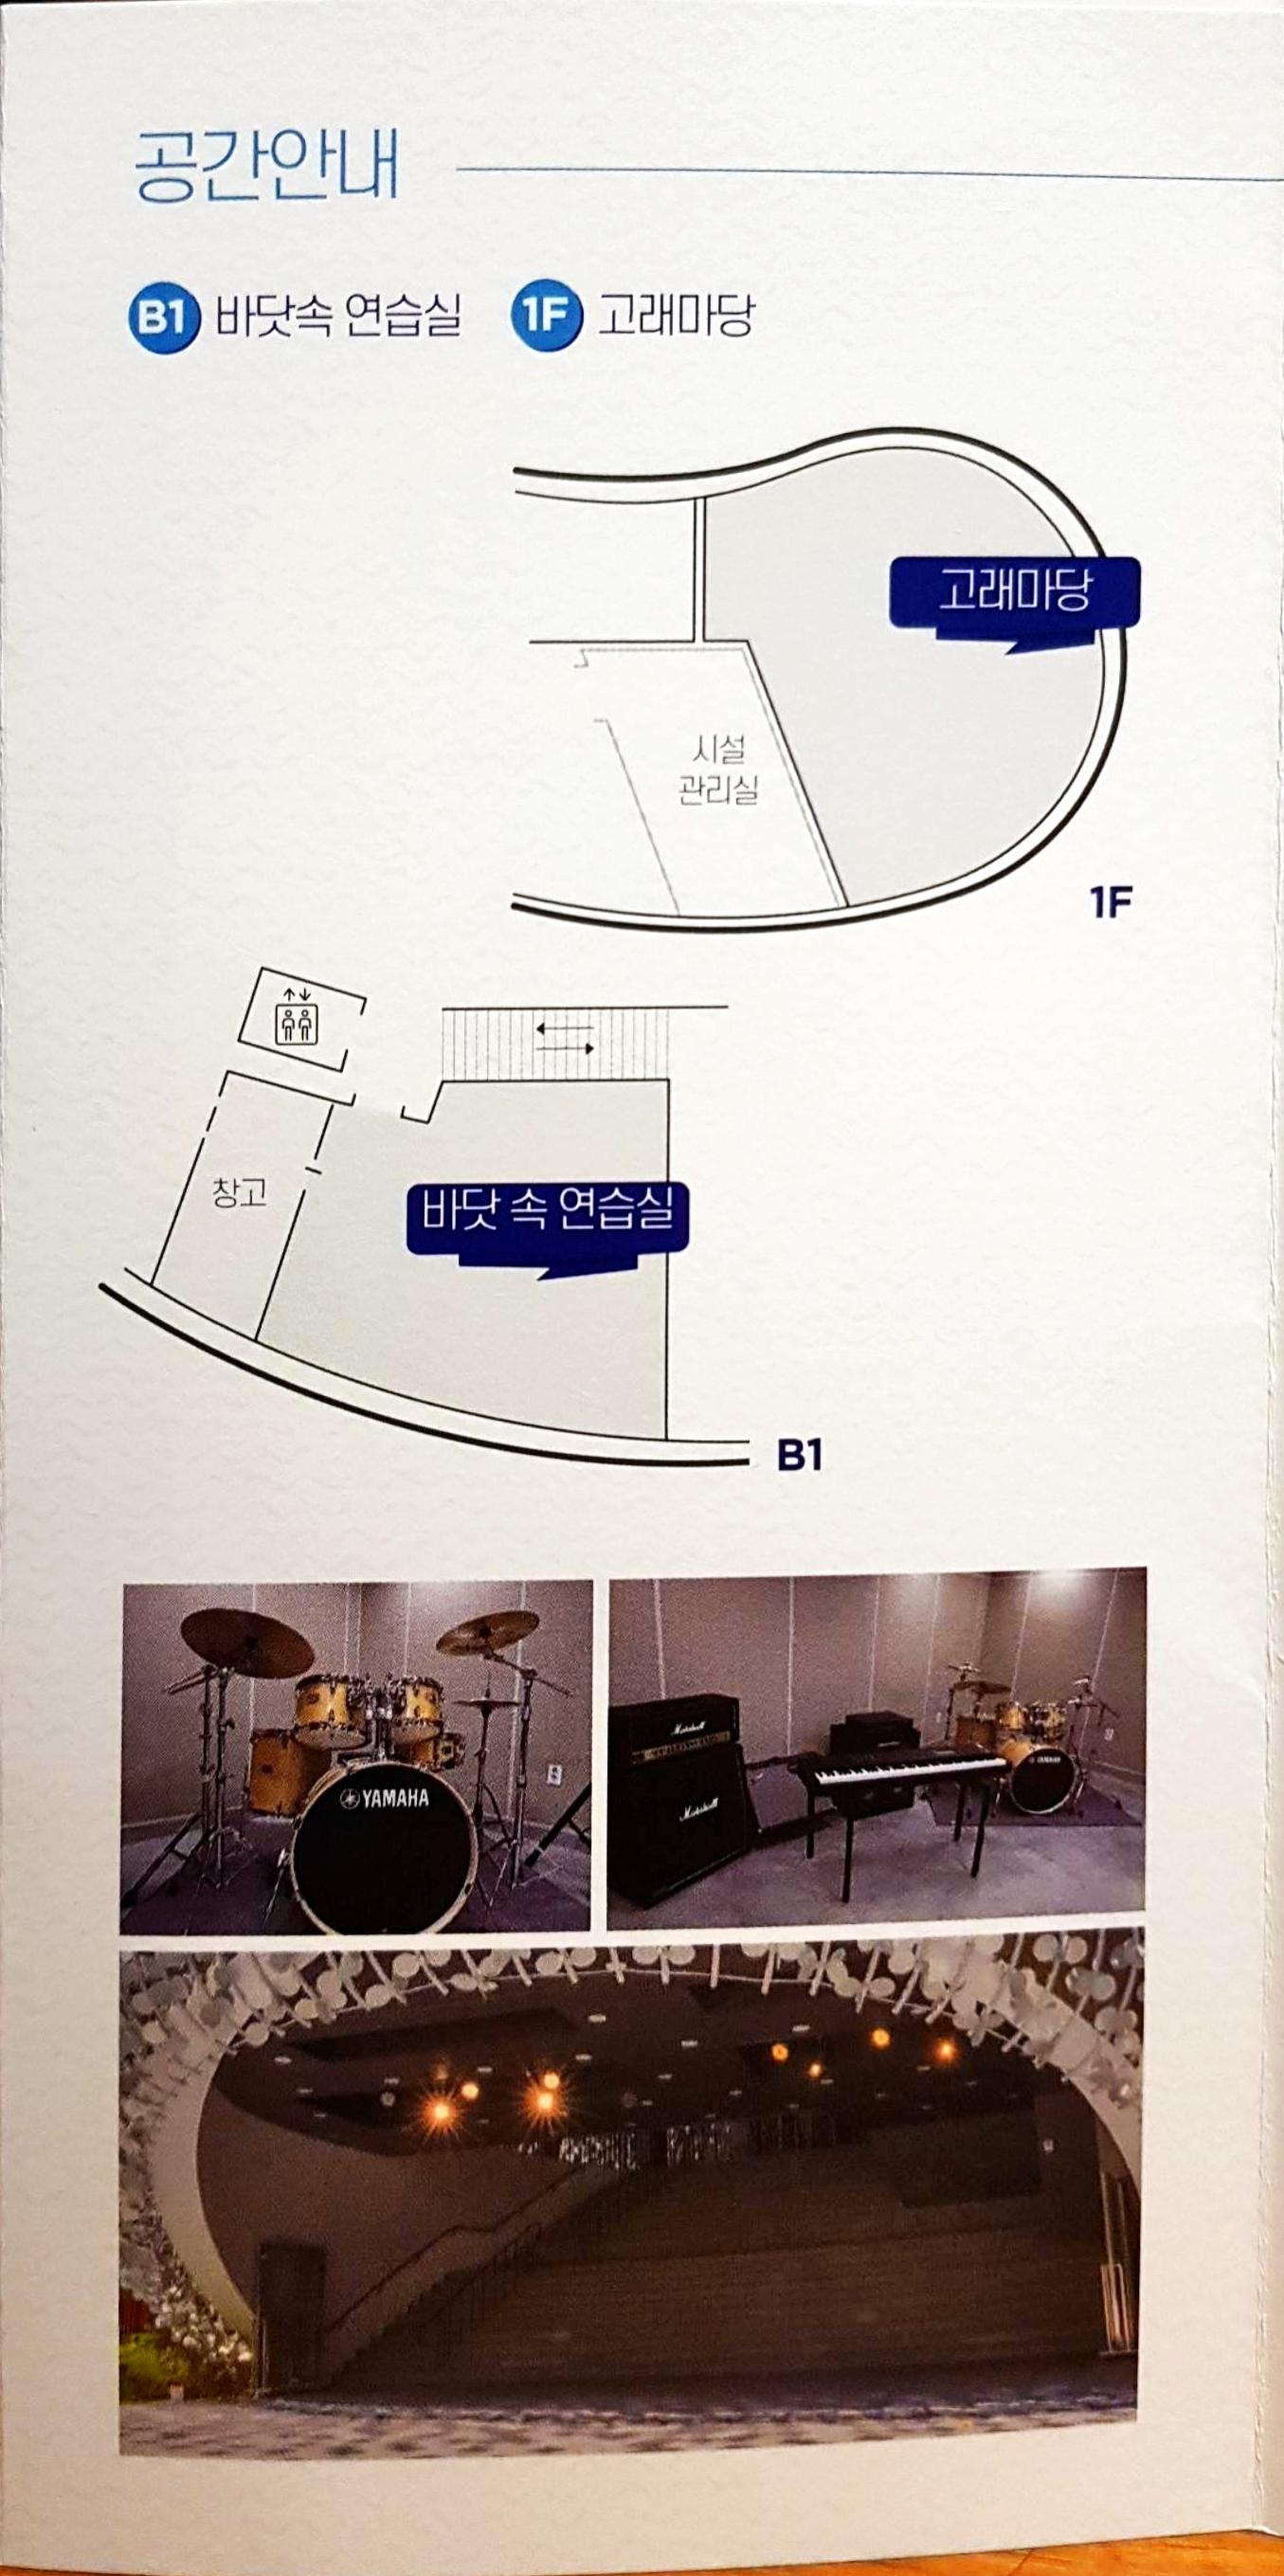 공간안내
B1 바닷속 연습실
1F 고래마당
고래마당
시설
관리실
1F
창고
바닷 속 연습실
B1
YAMAHA
Marshall
Marshall